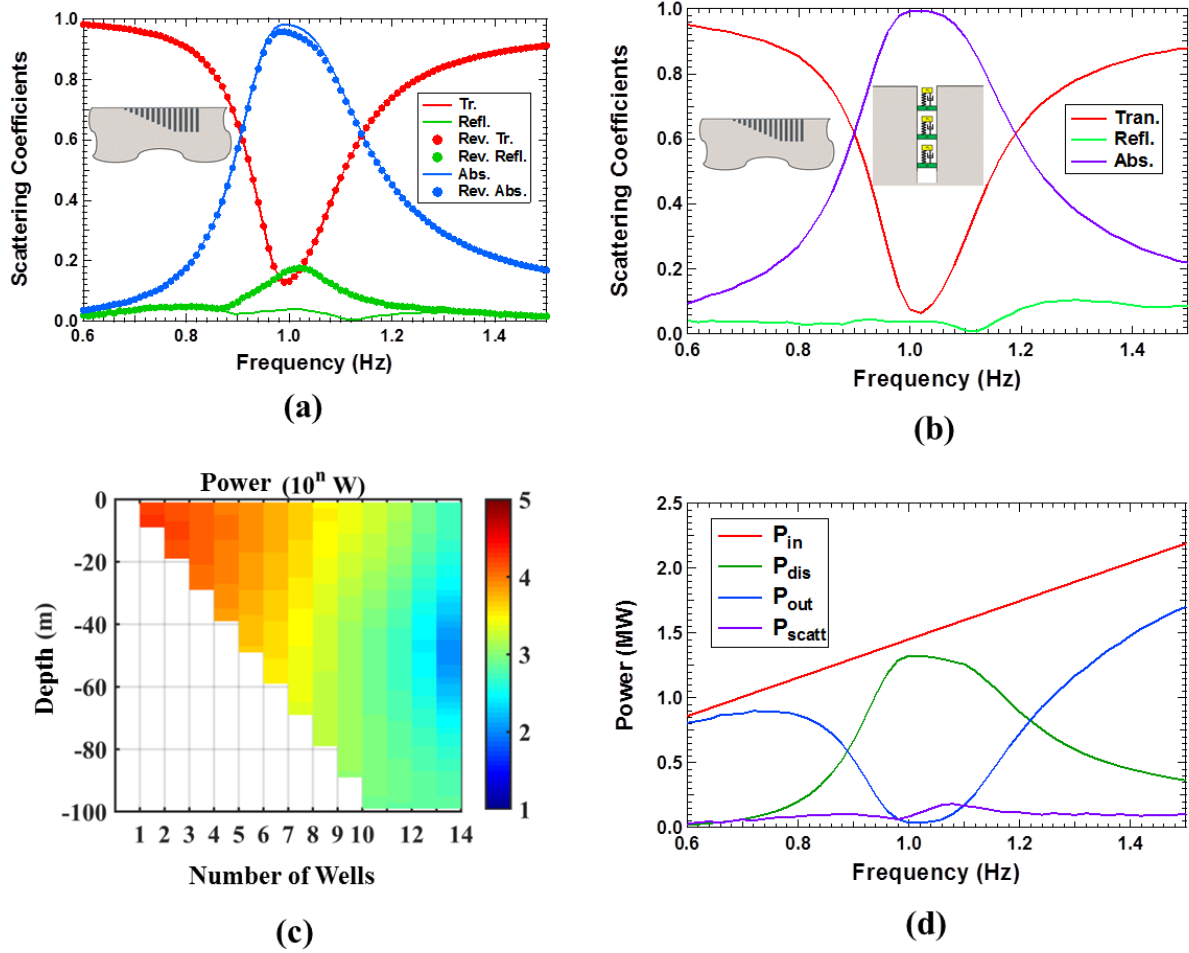 1.0
0.8
0.6
0.4
0.2
0.0
Scattering Coefficients
Tr.
Refl.
Rev. Tr.
Rev. Refl.
Abs.
Rev. Abs.
0.6
0.8
1.0
1.2
1.4
Frequency (Hz)
(a)
1.0
0.8
0.6
0.4
0.2
0.0
Scattering Coefficients
Tran.
Refl.
Abs.
0.6
0.8
1.0
1.2
1.4
Frequency (Hz)
(b)
Power (10ⁿ W)
0
-20
-40
-60
-80
-100
Depth (m)
5
4
3
2
1
1 2 3 4 5 6 7 8 9 10 12 14
Number of Wells
(c)
2.5
2.0
1.5
1.0
0.5
0.0
Power (MW)
P_in
P_dis
P_out
P_scatt
0.6
0.8
1.0
1.2
1.4
Frequency (Hz)
(d)